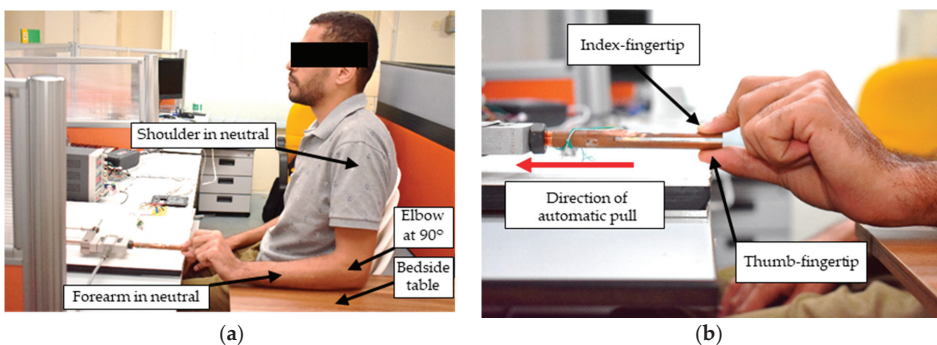 Shoulder in neutral
Elbow
at 90°
Bedside
table
Forearm in neutral
(a)
Index-fingertip
Direction of
automatic pull
Thumb-fingertip
(b)